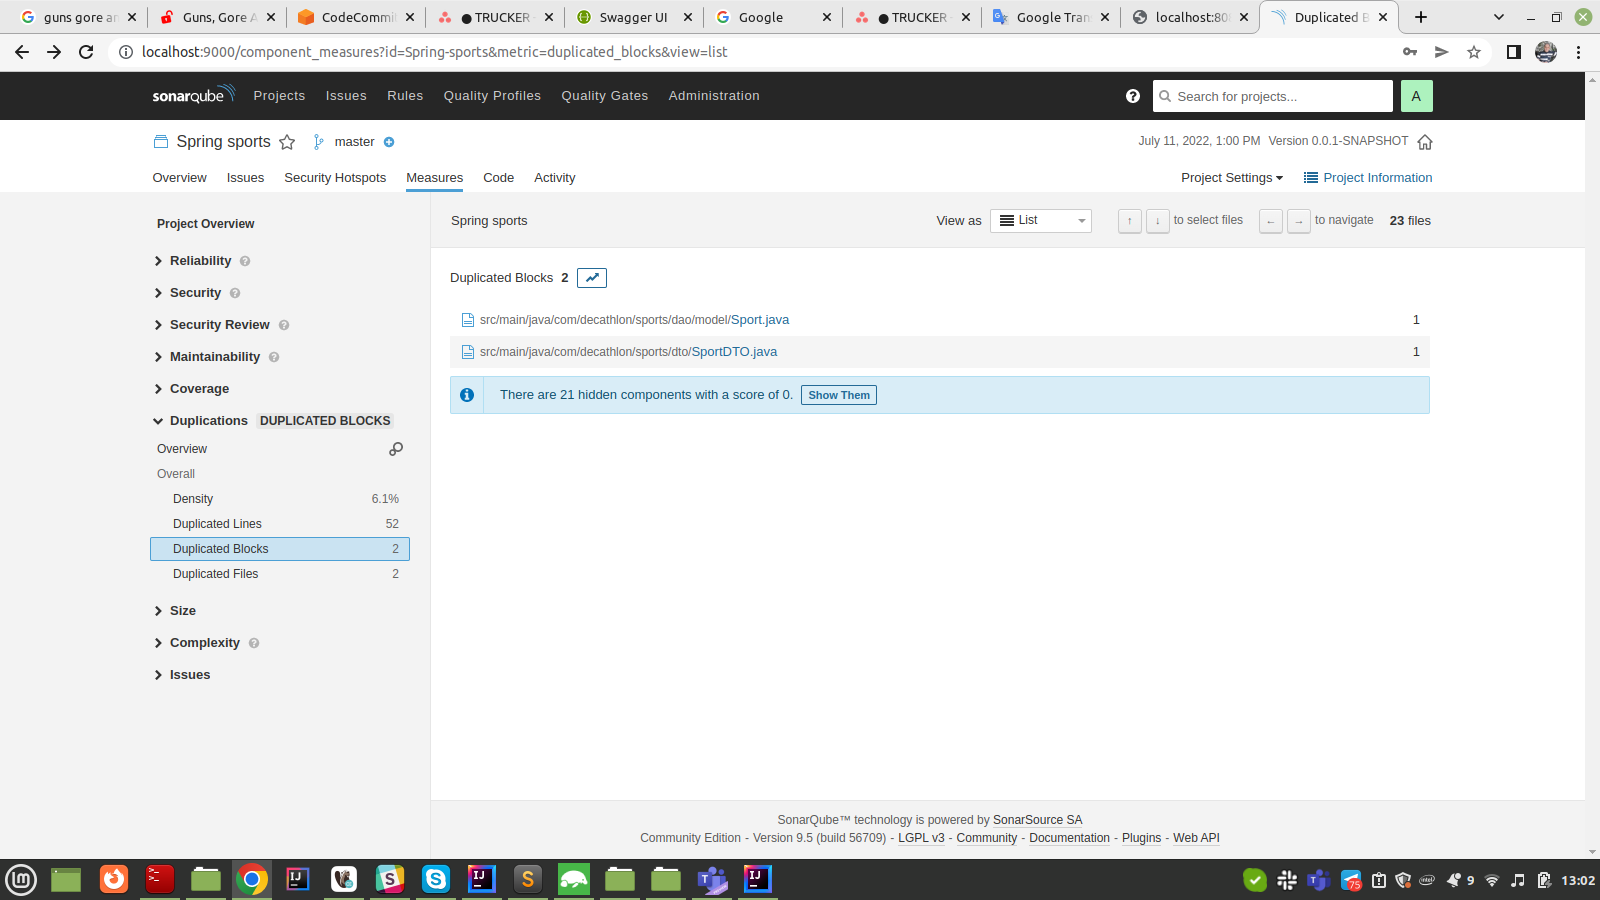 guns gore an
Guns, Gore A
CodeCommit
● TRUCKER
Swagger UI
Google
● TRUCKER
Google Tran
localhost:80
Duplicated B
localhost:9000/component_measures?id=Spring-sports&metric=duplicated_blocks&view=list
sonarqube Projects Issues Rules Quality Profiles Quality Gates Administration
? Search for projects... A
Spring sports master
July 11, 2022, 1:00 PM Version 0.0.1-SNAPSHOT
Overview Issues Security Hotspots Measures Code Activity
Project Settings Project Information
Project Overview
Reliability ?
Security ?
Security Review ?
Maintainability ?
Coverage
Duplications DUPLICATED BLOCKS
Overview
Overall
Density 6.1%
Duplicated Lines 52
Duplicated Blocks 2
Duplicated Files 2
Size
Complexity ?
Issues
Spring sports View as List ↑ ↓ to select files ← → to navigate 23 files
Duplicated Blocks 2
src/main/java/com/decathlon/sports/dao/model/Sport.java 1
src/main/java/com/decathlon/sports/dto/SportDTO.java 1
There are 21 hidden components with a score of 0. Show Them
SonarQube™ technology is powered by SonarSource SA
Community Edition - Version 9.5 (build 56709) - LGPL v3 - Community - Documentation - Plugins - Web API
75 9 13:02